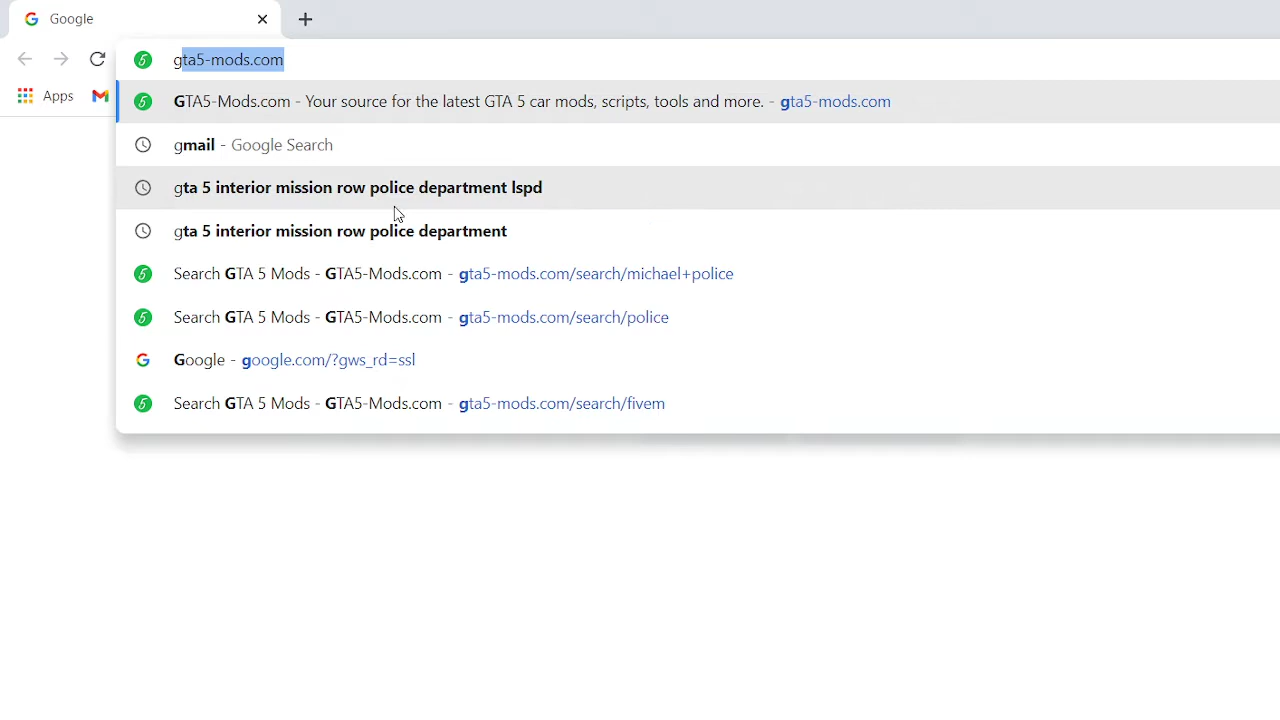 Google
gta5-mods.com
Apps
GTA5-Mods.com - Your source for the latest GTA 5 car mods, scripts, tools and more. - gta5-mods.com
gmail - Google Search
gta 5 interior mission row police department lspd
gta 5 interior mission row police department
Search GTA 5 Mods - GTA5-Mods.com - gta5-mods.com/search/michael+police
Search GTA 5 Mods - GTA5-Mods.com - gta5-mods.com/search/police
Google - google.com/?gws_rd=ssl
Search GTA 5 Mods - GTA5-Mods.com - gta5-mods.com/search/fivem